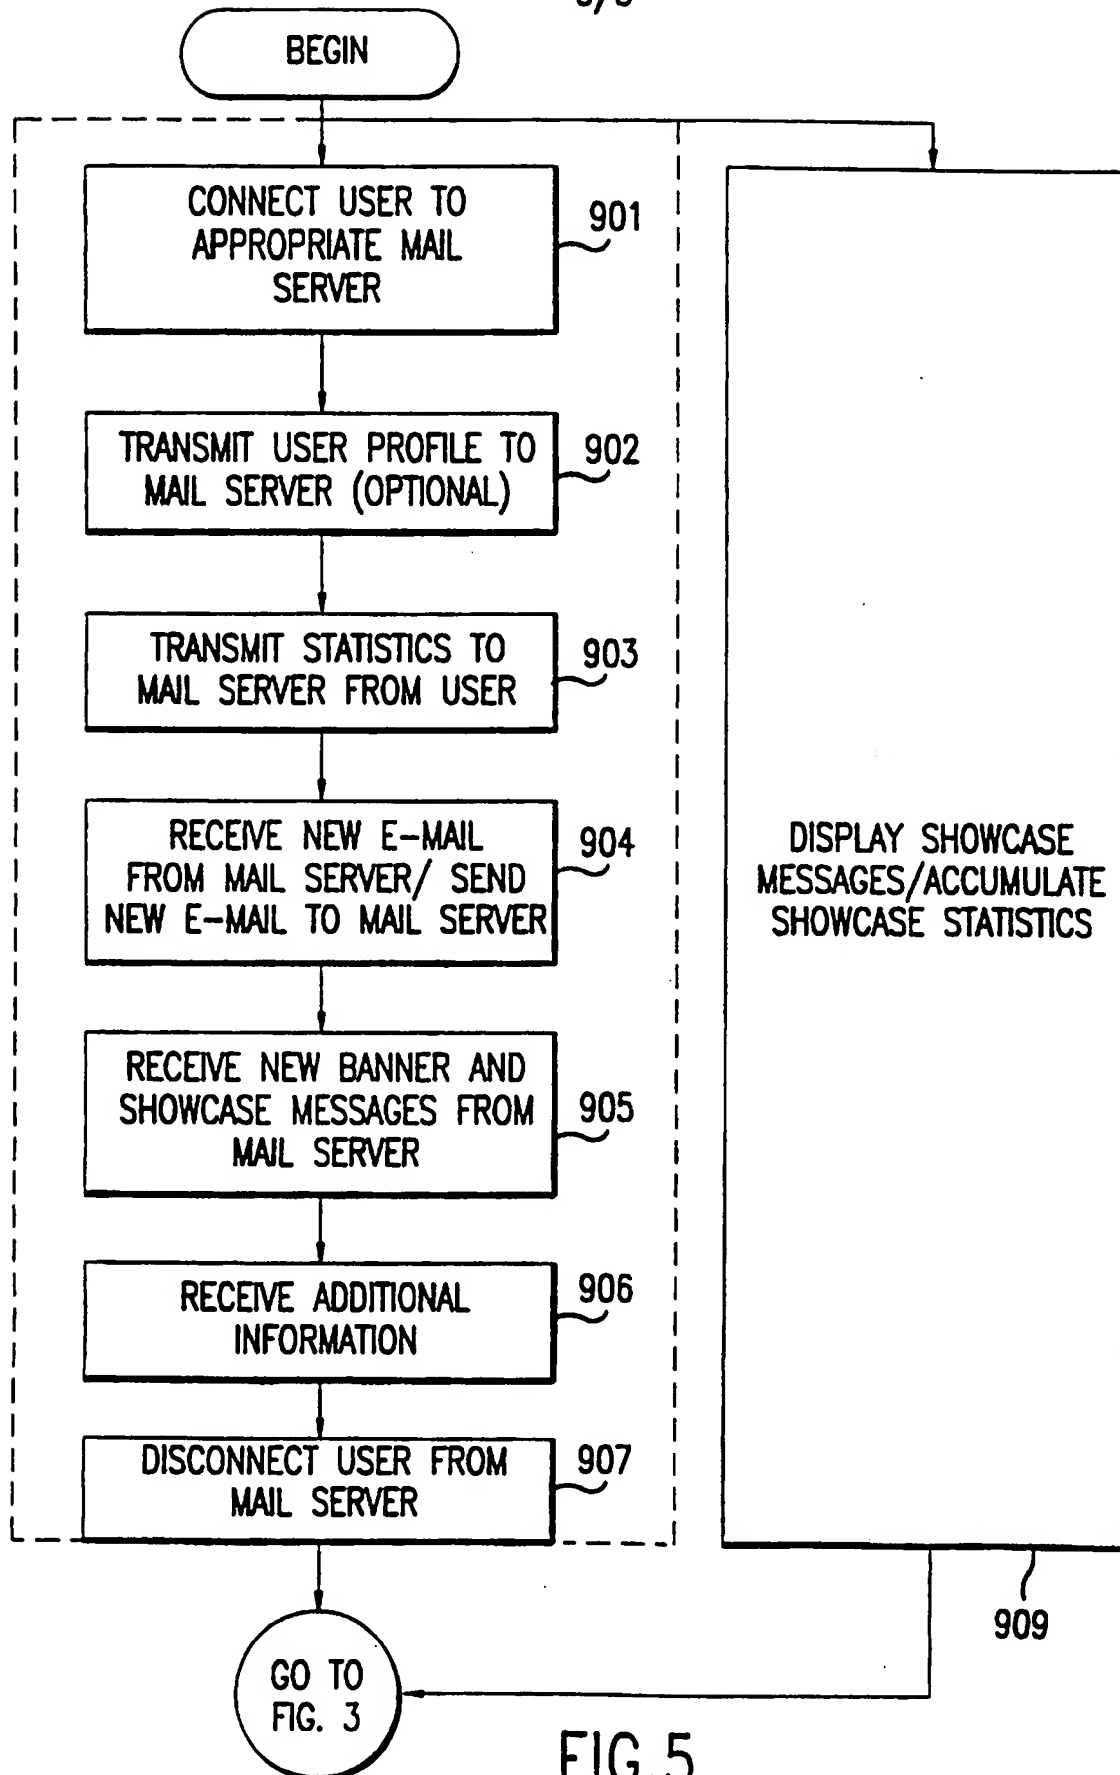 BEGIN
CONNECT USER TO
APPROPRIATE MAIL
SERVER
901
TRANSMIT USER PROFILE TO
MAIL SERVER (OPTIONAL)
902
TRANSMIT STATISTICS TO
MAIL SERVER FROM USER
903
RECEIVE NEW E-MAIL
FROM MAIL SERVER/ SEND
NEW E-MAIL TO MAIL SERVER
904
RECEIVE NEW BANNER AND
SHOWCASE MESSAGES FROM
MAIL SERVER
905
RECEIVE ADDITIONAL
INFORMATION
906
DISCONNECT USER FROM
MAIL SERVER
907
DISPLAY SHOWCASE
MESSAGES/ACCUMULATE
SHOWCASE STATISTICS
909
GO TO
FIG. 3
FIG.5